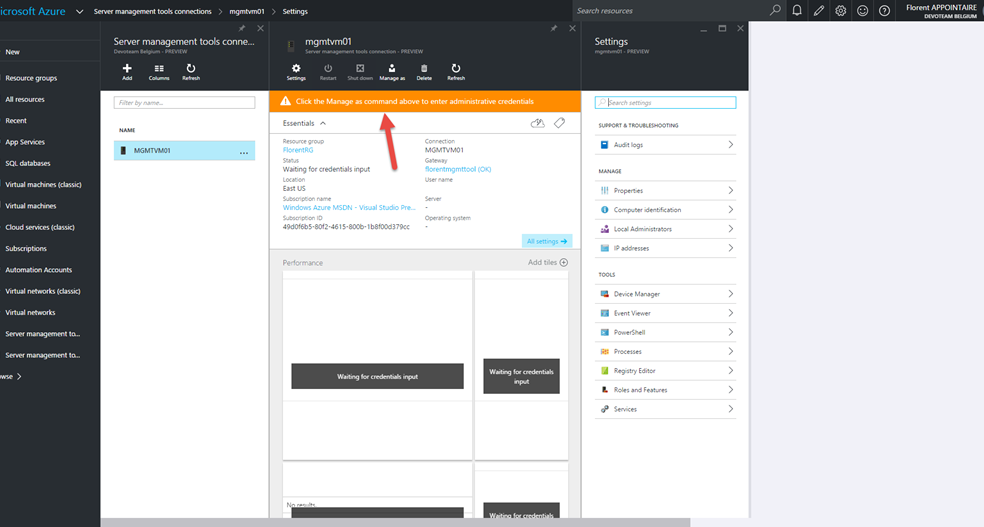 icrosoft Azure
Server management tools connections
mgmtvm01
Settings
Search resources
Florent APPOINTAIRE
DEVOTEAM BELGIUM
New
Resource groups
All resources
Recent
App Services
SQL databases
Virtual machines (classic)
Virtual machines
Cloud services (classic)
Subscriptions
Automation Accounts
Virtual networks (classic)
Virtual networks
Server management to...
Server management to...
wse
Server management tools conne...
Devoteam Belgium - PREVIEW
Add
Columns
Refresh
Filter by name...
NAME
MGMTVM01
...
mgmtvm01
Server management tools connection - PREVIEW
Settings
Restart
Shut down
Manage as
Delete
Refresh
Click the Manage as command above to enter administrative credentials
Essentials
Resource group
FlorentRG
Status
Waiting for credentials input
Location
East US
Subscription name
Windows Azure MSDN - Visual Studio Pre...
Subscription ID
49d0f6b5-80f2-4615-800b-1b8f00d379cc
Connection
MGMTVM01
Gateway
florentmgmttool (OK)
User name
Server
-
Operating system
-
All settings
Performance
Add tiles
Waiting for credentials input
Waiting for credentials
input
No results.
Waiting for credentials
Settings
mgmtvm01 - PREVIEW
Search settings
SUPPORT & TROUBLESHOOTING
Audit logs
MANAGE
Properties
Computer identification
Local Administrators
IP addresses
TOOLS
Device Manager
Event Viewer
PowerShell
Processes
Registry Editor
Roles and Features
Services